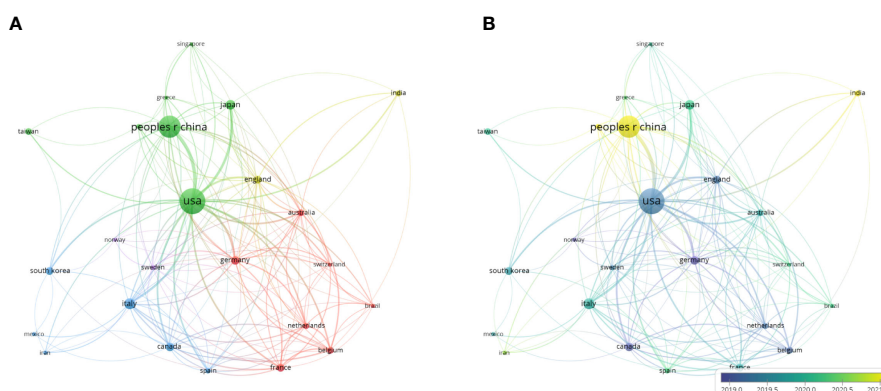 A
singapore
greece
japan
india
taiwan
peoples r china
england
usa
australia
norway
germany
switzerland
sweden
south korea
italy
brazil
netherlands
mexico
canada
belgium
iran
france
spain
B
singapore
greece
japan
india
taiwan
peoples r china
england
usa
australia
norway
germany
switzerland
sweden
south korea
italy
brazil
netherlands
mexico
canada
belgium
iran
france
spain
2019.0 2019.5 2020.0 2020.5